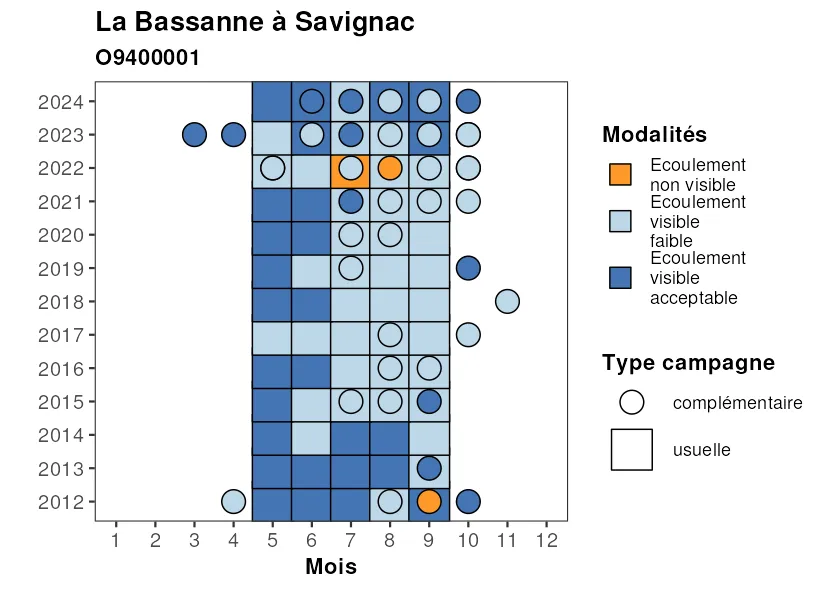 La Bassanne à Savignac
O9400001
2024
2023
2022
2021
2020
2019
2018
2017
2016
2015
2014
2013
2012
1 2 3 4 5 6 7 8 9 10 11 12
Mois
Modalités
Ecoulement
non visible
Ecoulement
visible
faible
Ecoulement
visible
acceptable
Type campagne
complémentaire
usuelle